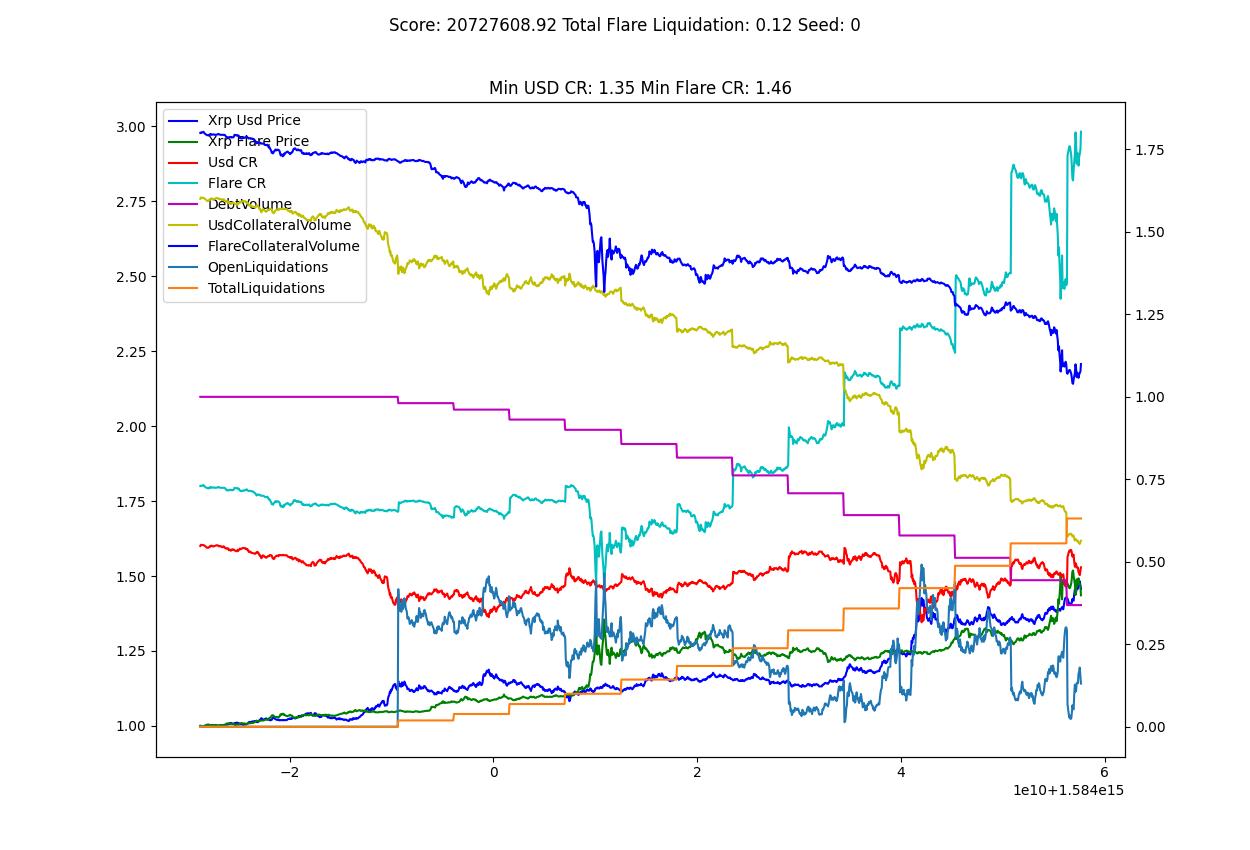 Score: 20727608.92 Total Flare Liquidation: 0.12 Seed: 0
Min USD CR: 1.35 Min Flare CR: 1.46
Xrp Usd Price
Xrp Flare Price
Usd CR
Flare CR
DebtVolume
UsdCollateralVolume
FlareCollateralVolume
OpenLiquidations
TotalLiquidations
3.00
2.75
2.50
2.25
2.00
1.75
1.50
1.25
1.00
1.75
1.50
1.25
1.00
0.75
0.50
0.25
0.00
−2 0 2 4 6
1e10+1.584e15